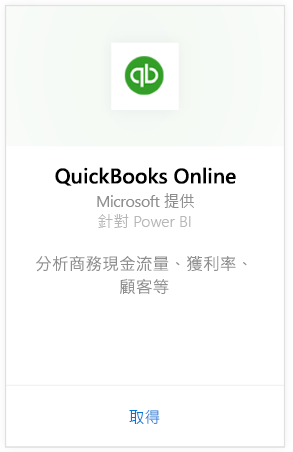 qb
QuickBooks Online
Microsoft 提供
針對 Power BI
分析商務現金流量、獲利率、
顧客等
取得